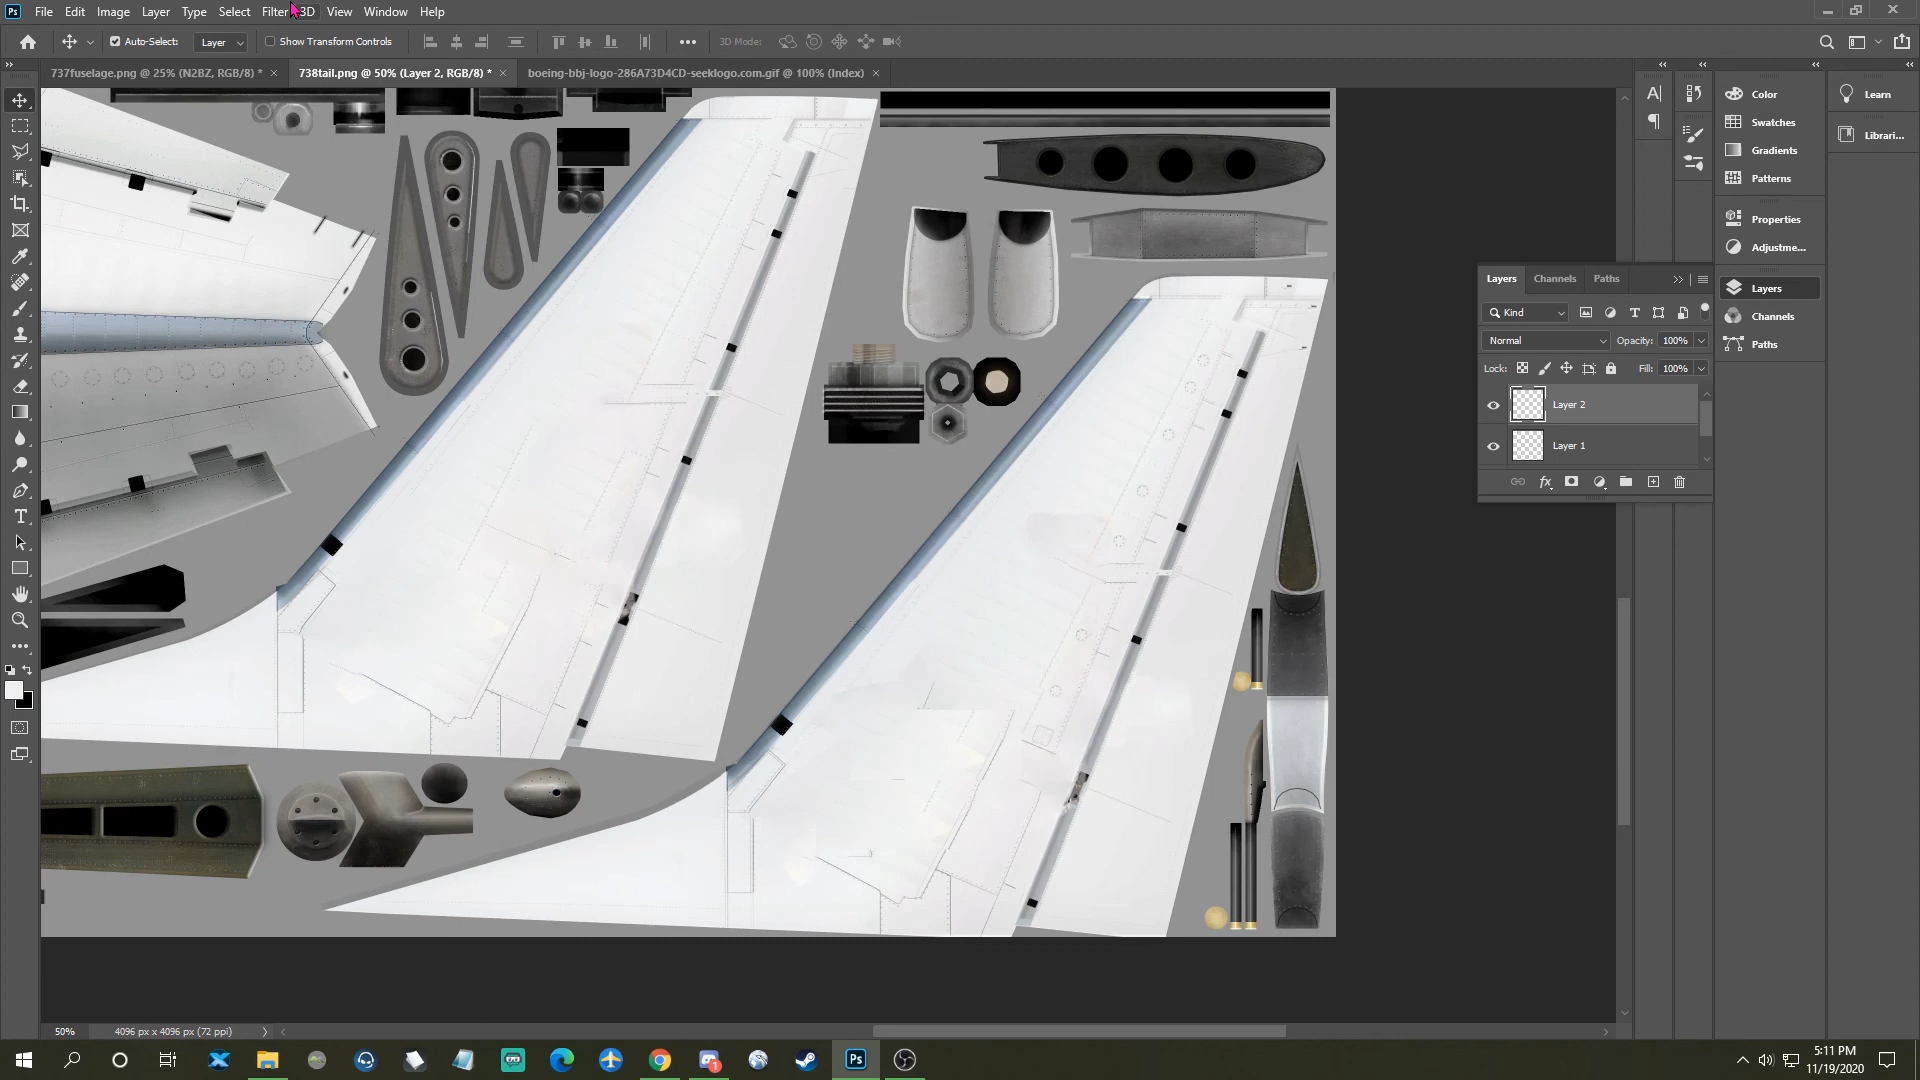 Ps File Edit Image Layer Type Select Filter 3D View Window Help
Auto-Select: Layer Show Transform Controls 3D Mode:
737fuselage.png @ 25% (N2BZ, RGB/8) * 738tail.png @ 50% (Layer 2, RGB/8) * boeing-bbj-logo-286A73D4CD-seeklogo.com.gif @ 100% (Index)
Color Learn
Swatches Librari...
Gradients
Patterns
Properties
Adjustme...
Layers Channels Paths Layers
Kind Channels
Normal Opacity: 100% Paths
Lock: Fill: 100%
Layer 2
Layer 1
50% 4096 px x 4096 px (72 ppi)
Ps 5:11 PM
11/19/2020